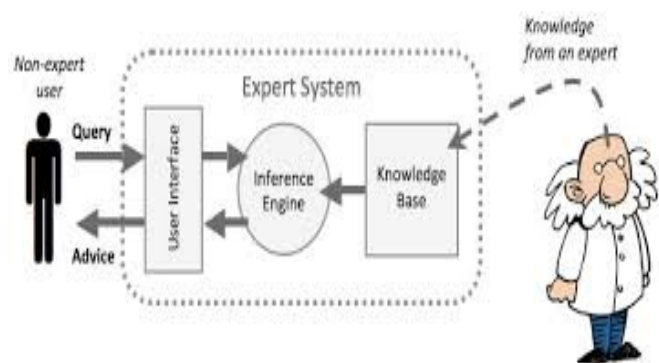 Non-expert
user
Query
Advice
Expert System
User Interface
Inference
Engine
Knowledge
Base
Knowledge
from an expert